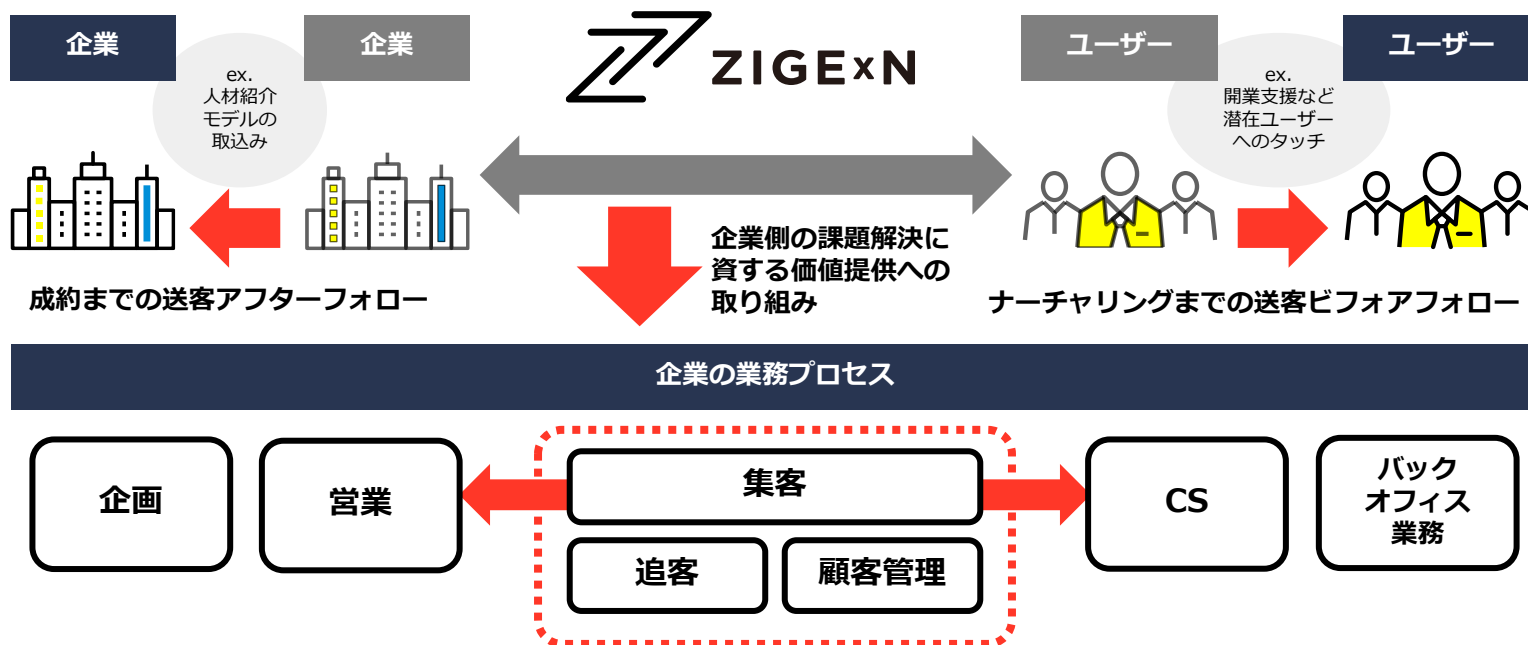 企業
企業
ZIGExN
ユーザー
ユーザー
ex.
人材紹介
モデルの
取込み
ex.
開業支援など
潜在ユーザー
へのタッチ
企業側の課題解決に
資する価値提供への
取り組み
成約までの送客アフターフォロー
ナーチャリングまでの送客ビフォアフォロー
企業の業務プロセス
企画
営業
集客
追客
顧客管理
CS
バック
オフィス
業務